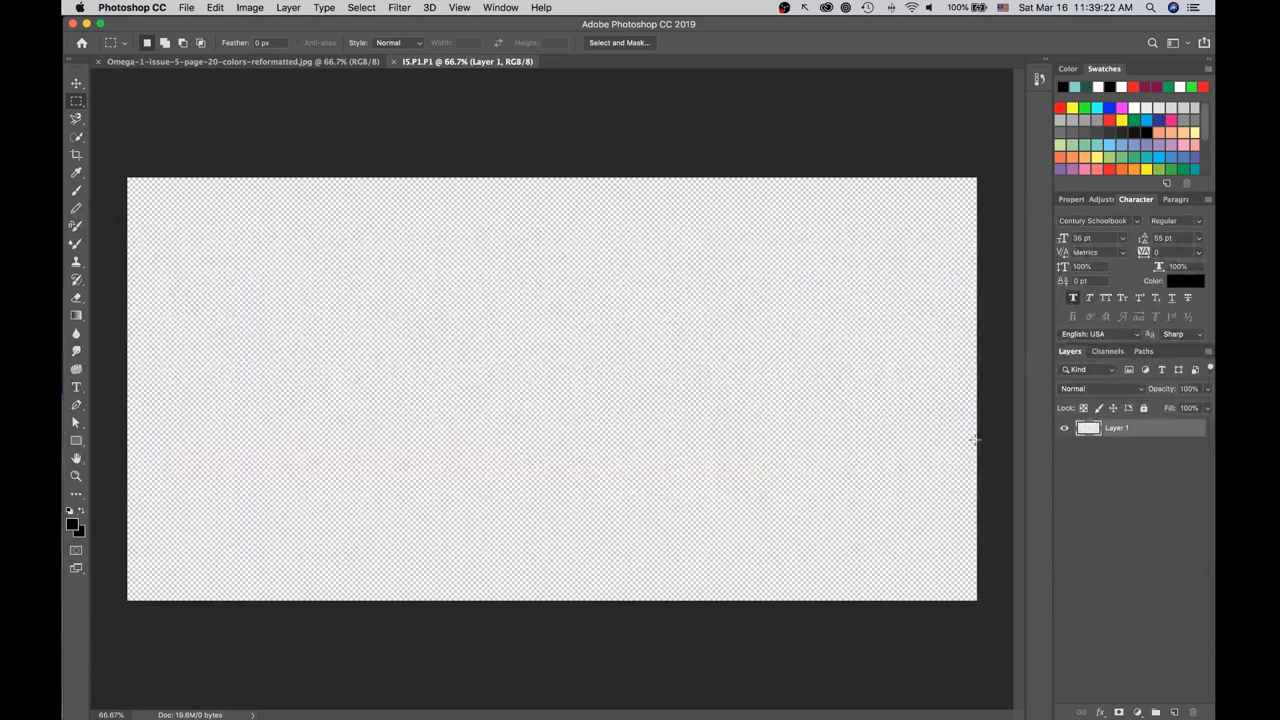 Photoshop CC File Edit Image Layer Type Select Filter 3D View Window Help 100% Sat Mar 16 11:39:22 AM
Adobe Photoshop CC 2019
Feather: 0 px Anti-alias Style: Normal Width: Height: Select and Mask...
× Omega-1-issue-5-page-20-colors-reformatted.jpg @ 66.7% (RGB/8) × I5.P1.P1 @ 66.7% (Layer 1, RGB/8)
Color Swatches
Propert Adjustr Character Paragra
Century Schoolbook Regular
36 pt 55 pt
Metrics 0
100% 100%
0 pt Color:
English: USA Sharp
Layers Channels Paths
Kind
Normal Opacity: 100%
Lock: Fill: 100%
Layer 1
66.67% Doc: 19.6M/0 bytes